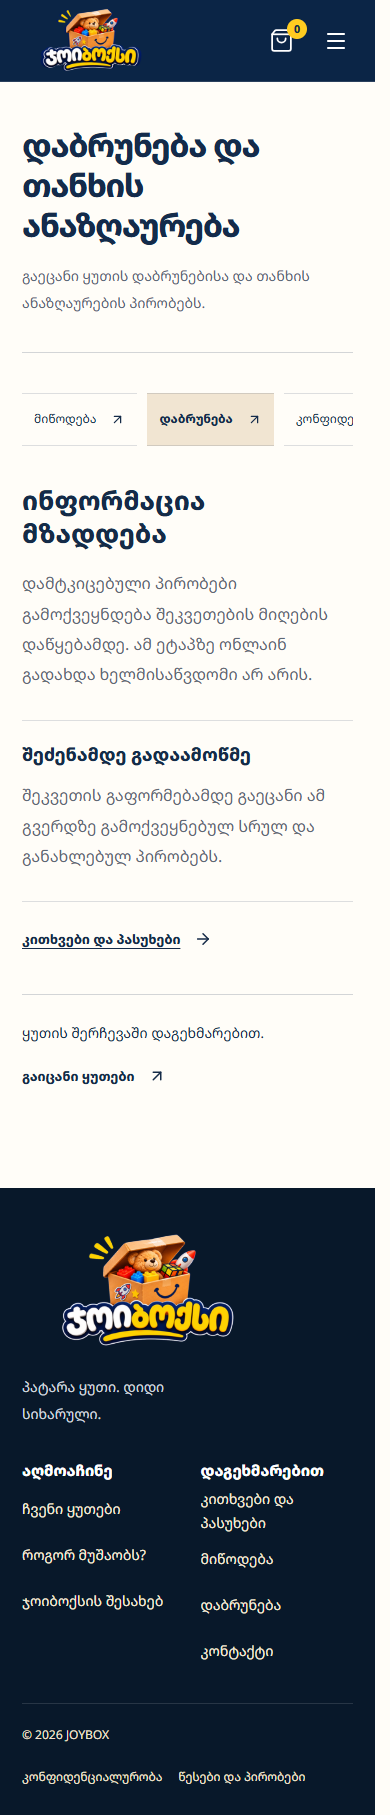 ჯოიბოქსი
0
დაბრუნება და
თანხის
ანაზღაურება
გაეცანი ყუთის დაბრუნებისა და თანხის
ანაზღაურების პირობებს.
მიწოდება
დაბრუნება
კონფიდე
ინფორმაცია
მზადდება
დამტკიცებული პირობები
გამოქვეყნდება შეკვეთების მიღების
დაწყებამდე. ამ ეტაპზე ონლაინ
გადახდა ხელმისაწვდომი არ არის.
შეძენამდე გადაამოწმე
შეკვეთის გაფორმებამდე გაეცანი ამ
გვერდზე გამოქვეყნებულ სრულ და
განახლებულ პირობებს.
კითხვები და პასუხები
ყუთის შერჩევაში დაგეხმარებით.
გაიცანი ყუთები
ჯოიბოქსი
პატარა ყუთი. დიდი
სიხარული.
აღმოაჩინე
ჩვენი ყუთები
როგორ მუშაობს?
ჯოიბოქსის შესახებ
დაგეხმარებით
კითხვები და
პასუხები
მიწოდება
დაბრუნება
კონტაქტი
© 2026 JOYBOX
კონფიდენციალურობა
წესები და პირობები